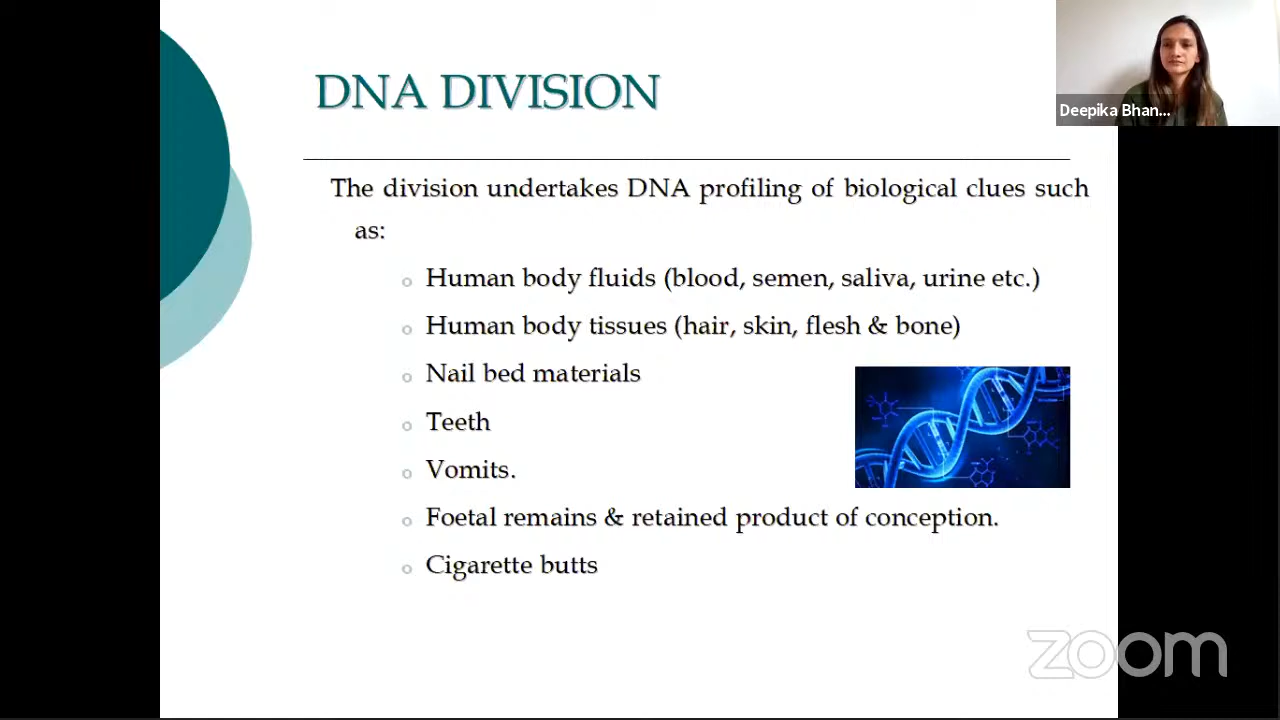 DNA DIVISION
Deepika Bhan...
The division undertakes DNA profiling of biological clues such
as:
Human body fluids (blood, semen, saliva, urine etc.)
Human body tissues (hair, skin, flesh & bone)
Nail bed materials
Teeth
Vomits.
Foetal remains & retained product of conception.
Cigarette butts
zoom